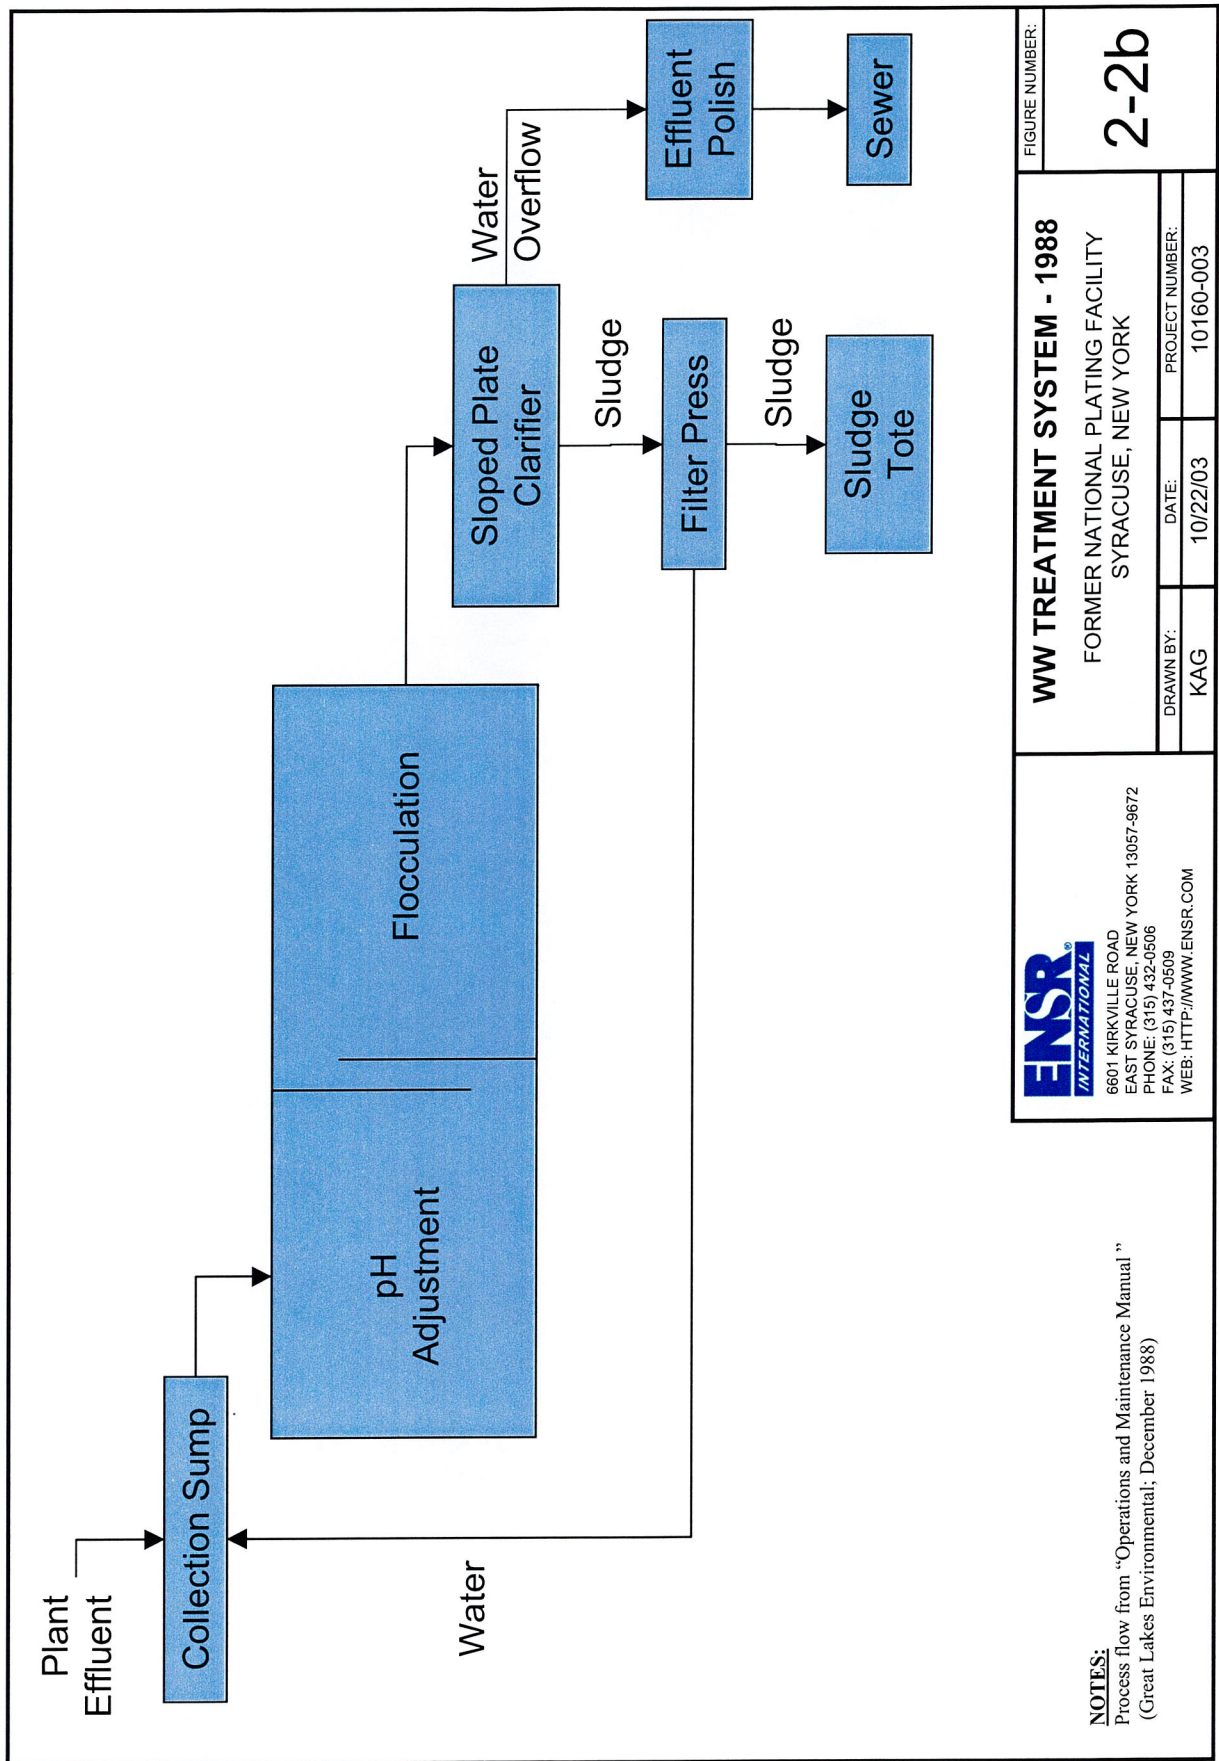 Plant
Effluent
Collection Sump
pH
Adjustment
Flocculation
Sloped Plate
Clarifier
Water
Overflow
Effluent
Polish
Sewer
Sludge
Filter Press
Sludge
Sludge
Tote
Water
NOTES:
Process flow from “Operations and Maintenance Manual ”
(Great Lakes Environmental; December 1988)
ENSR®
INTERNATIONAL
6601 KIRKVILLE ROAD
EAST SYRACUSE, NEW YORK 13057-9672
PHONE: (315) 432-0506
FAX: (315) 437-0509
WEB: HTTP://WWW.ENSR.COM
WW TREATMENT SYSTEM - 1988
FORMER NATIONAL PLATING FACILITY
SYRACUSE, NEW YORK
DRAWN BY:
KAG
DATE:
10/22/03
PROJECT NUMBER:
10160-003
FIGURE NUMBER:
2-2b